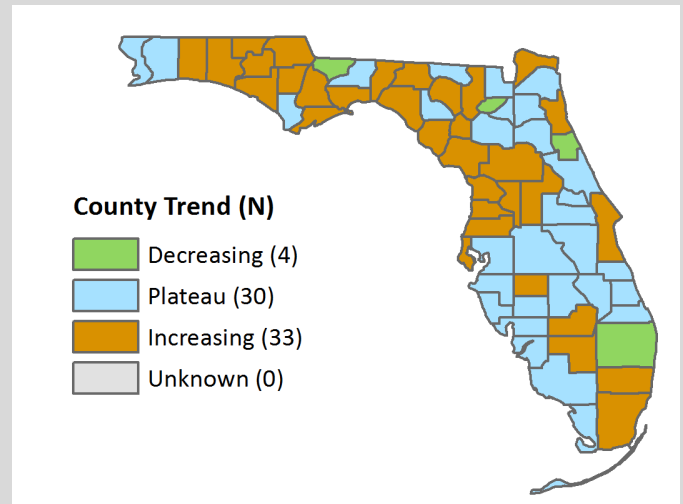 County Trend (N)
Decreasing (4)
Plateau (30)
Increasing (33)
Unknown (0)